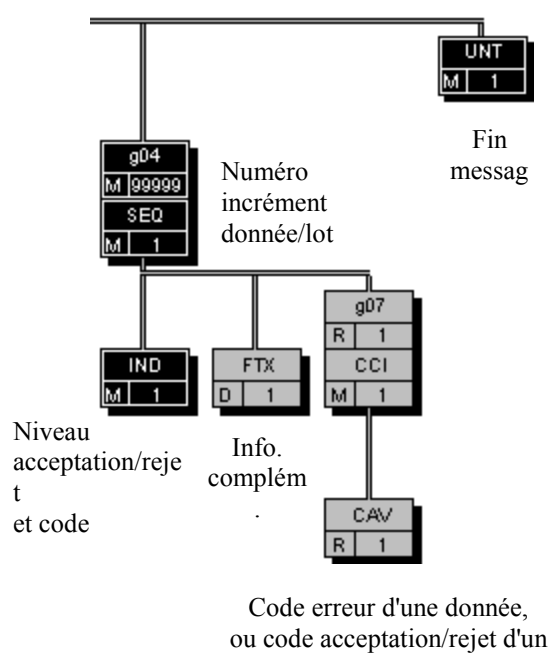 UNT
M 1
Fin
messag
g04
M 99999
SEQ
M 1
Numéro
incrément
donnée/lot
IND
M 1
FTX
D 1
g07
R 1
CCI
M 1
Niveau
acceptation/reje
t
et code
Info.
complém
.
CAV
R 1
Code erreur d'une donnée,
ou code acceptation/rejet d'un